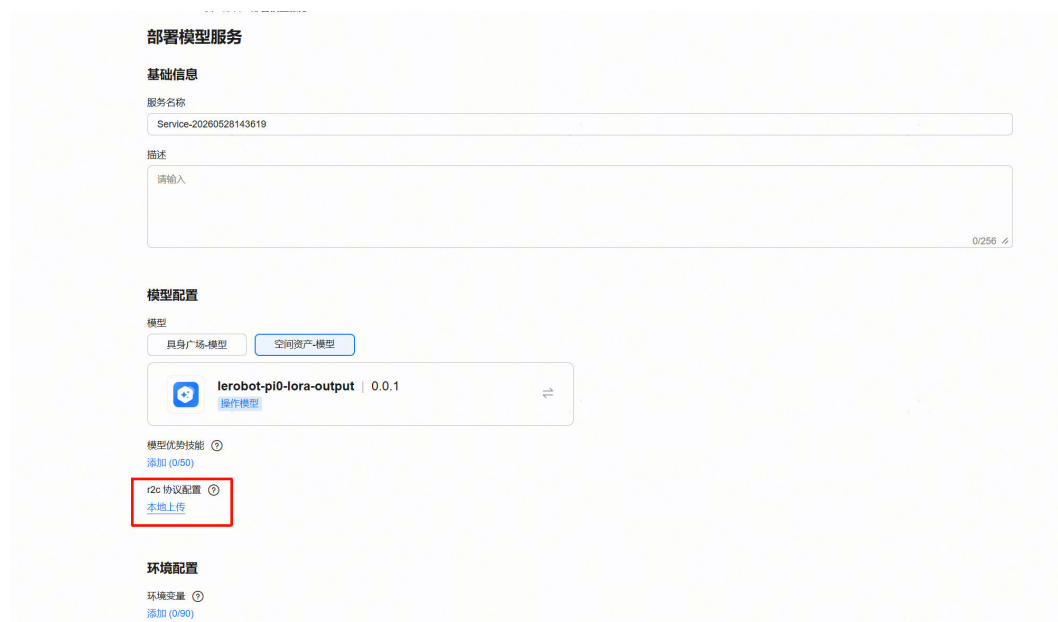 部署模型服务
基础信息
服务名称
Service-20260528143619
描述
请输入
0/256
模型配置
模型
具身广场-模型
空间资产-模型
lerobot-pi0-lora-output | 0.0.1
操作模型
模型优势技能
添加 (0/50)
r2c 协议配置
本地上传
环境配置
环境变量
添加 (0/90)